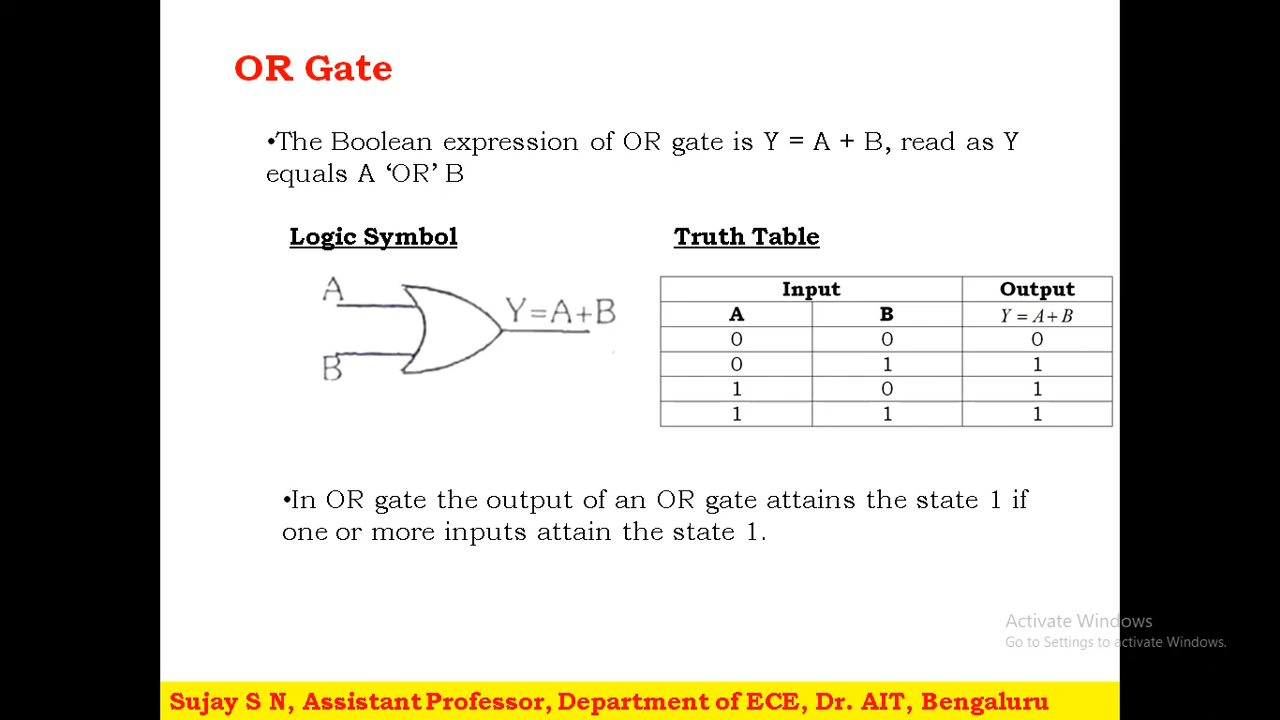 OR Gate
•The Boolean expression of OR gate is Y = A + B, read as Y
equals A ‘OR’ B
Logic Symbol
Truth Table
A
B
Y=A+B
Input Output
A B Y = A + B
0 0 0
0 1 1
1 0 1
1 1 1
•In OR gate the output of an OR gate attains the state 1 if
one or more inputs attain the state 1.
Activate Windows
Go to Settings to activate Windows.
Sujay S N, Assistant Professor, Department of ECE, Dr. AIT, Bengaluru